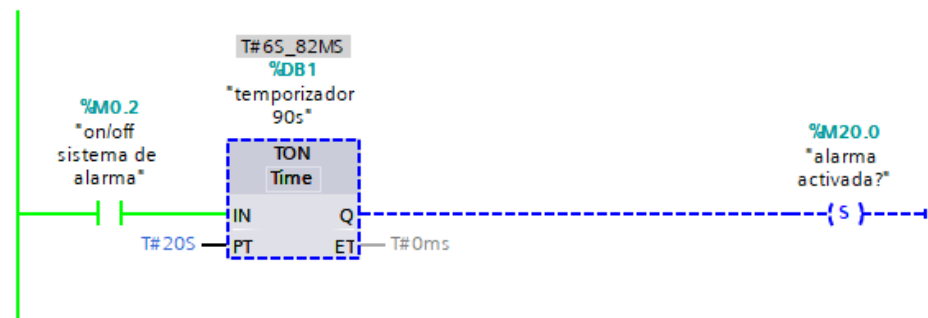 T#6S_82MS
%DB1
"temporizador
90s"
%M0.2
"on/off
sistema de
alarma"
TON
Time
IN
Q
T#20S
PT
ET
T#0ms
%M20.0
"alarma
activada?"
S